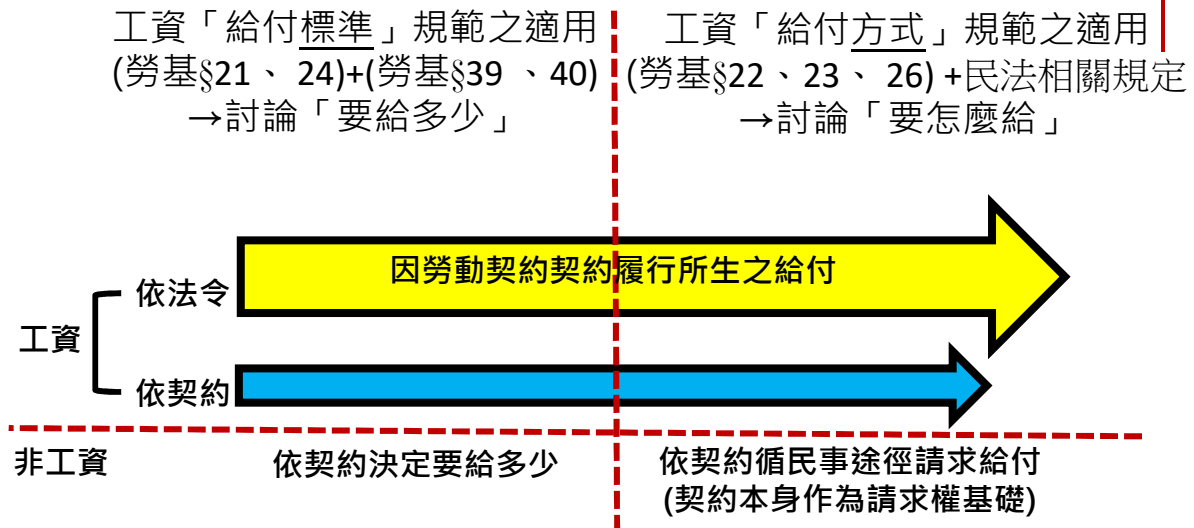 工資「給付標準」規範之適用
(勞基§21、 24)+(勞基§39 、40)
→討論「要給多少」
工資「給付方式」規範之適用
(勞基§22、23、 26) +民法相關規定
→討論「要怎麼給」
因勞動契約契約履行所生之給付
依法令
工資
依契約
非工資
依契約決定要給多少
依契約循民事途徑請求給付
(契約本身作為請求權基礎)